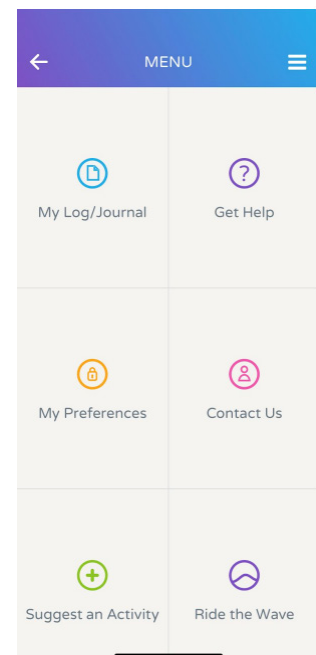 MENU
My Log/Journal
Get Help
My Preferences
Contact Us
Suggest an Activity
Ride the Wave